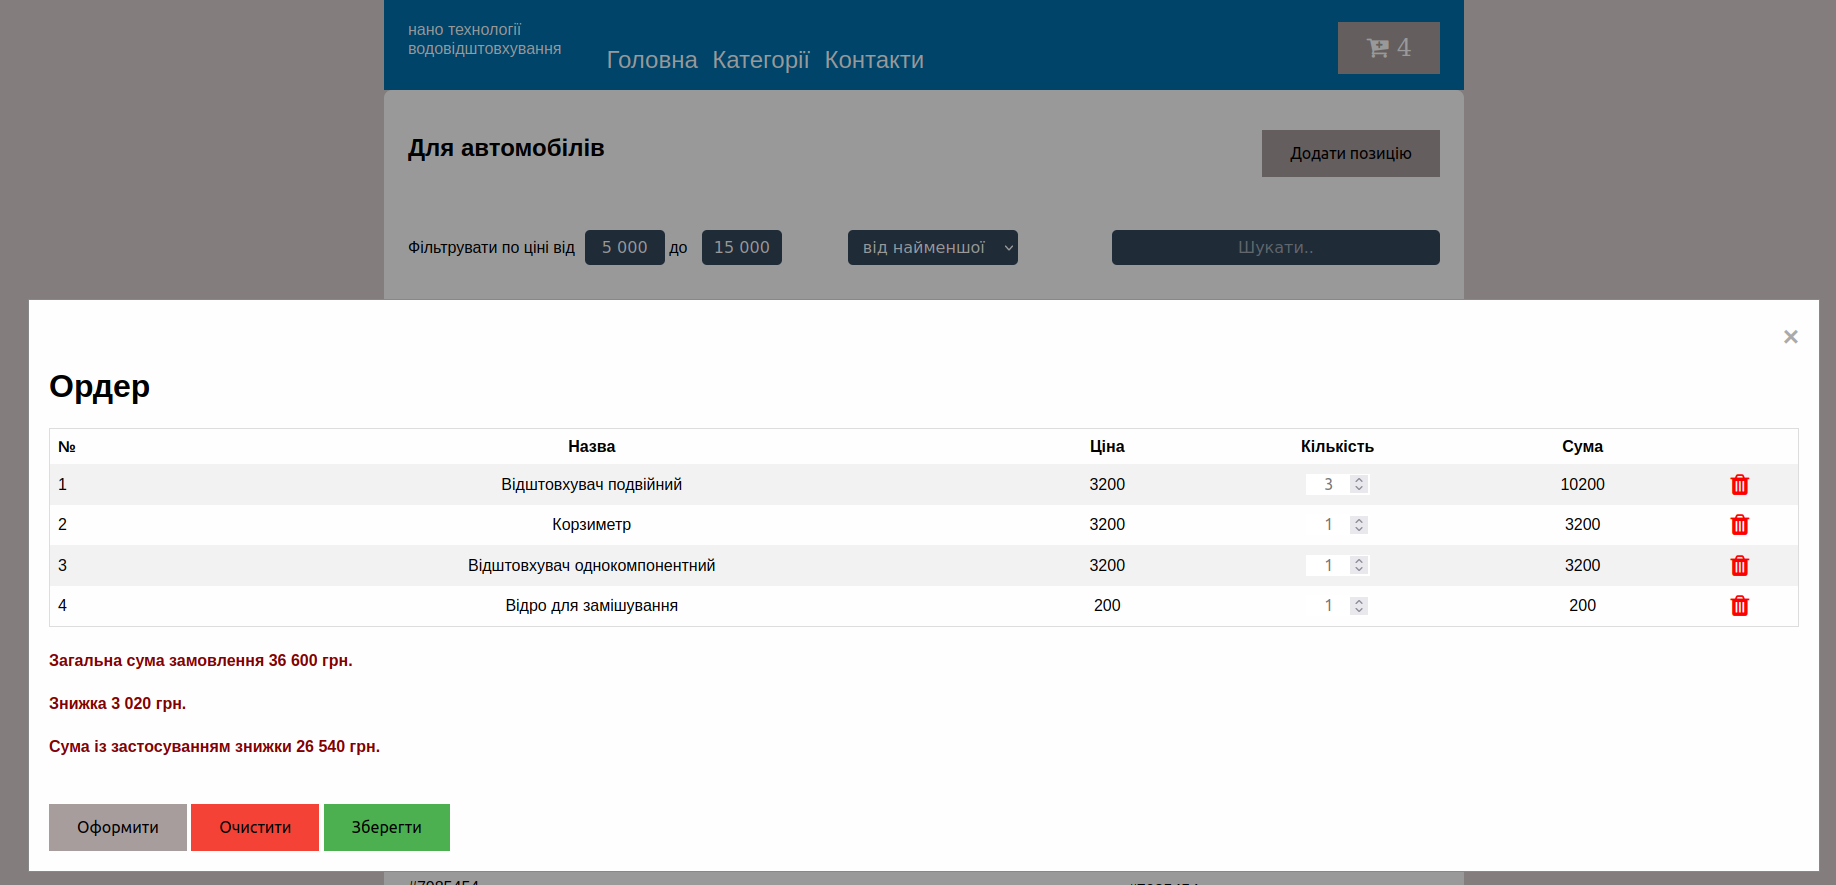 нано технології
водовідштовхування
Головна Категорії Контакти
4
Для автомобілів
Додати позицію
Фільтрувати по ціні від 5 000 до 15 000
від найменшої
Шукати..
×
Ордер
№ Назва Ціна Кількість Сума
1 Відштовхувач подвійний 3200 3 10200
2 Корзиметр 3200 1 3200
3 Відштовхувач однокомпонентний 3200 1 3200
4 Відро для замішування 200 1 200
Загальна сума замовлення 36 600 грн.
Знижка 3 020 грн.
Сума із застосуванням знижки 26 540 грн.
Оформити Очистити Зберегти